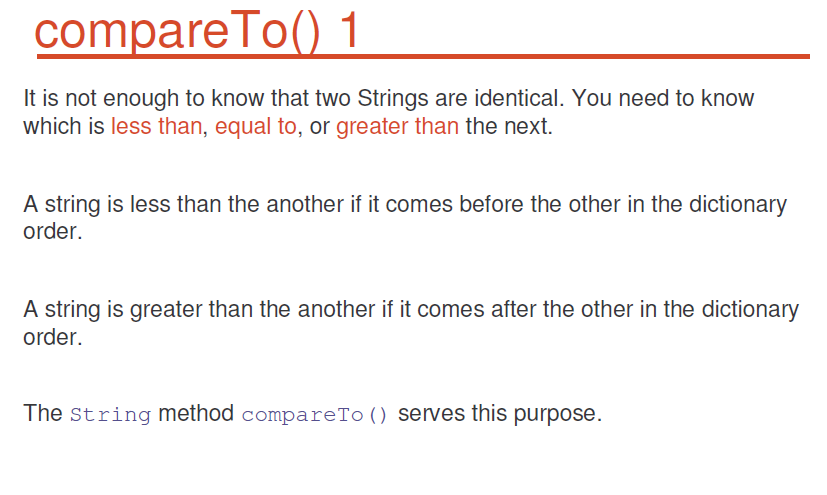 compareTo() 1
It is not enough to know that two Strings are identical. You need to know
which is less than, equal to, or greater than the next.
A string is less than the another if it comes before the other in the dictionary
order.
A string is greater than the another if it comes after the other in the dictionary
order.
The String method compareTo() serves this purpose.